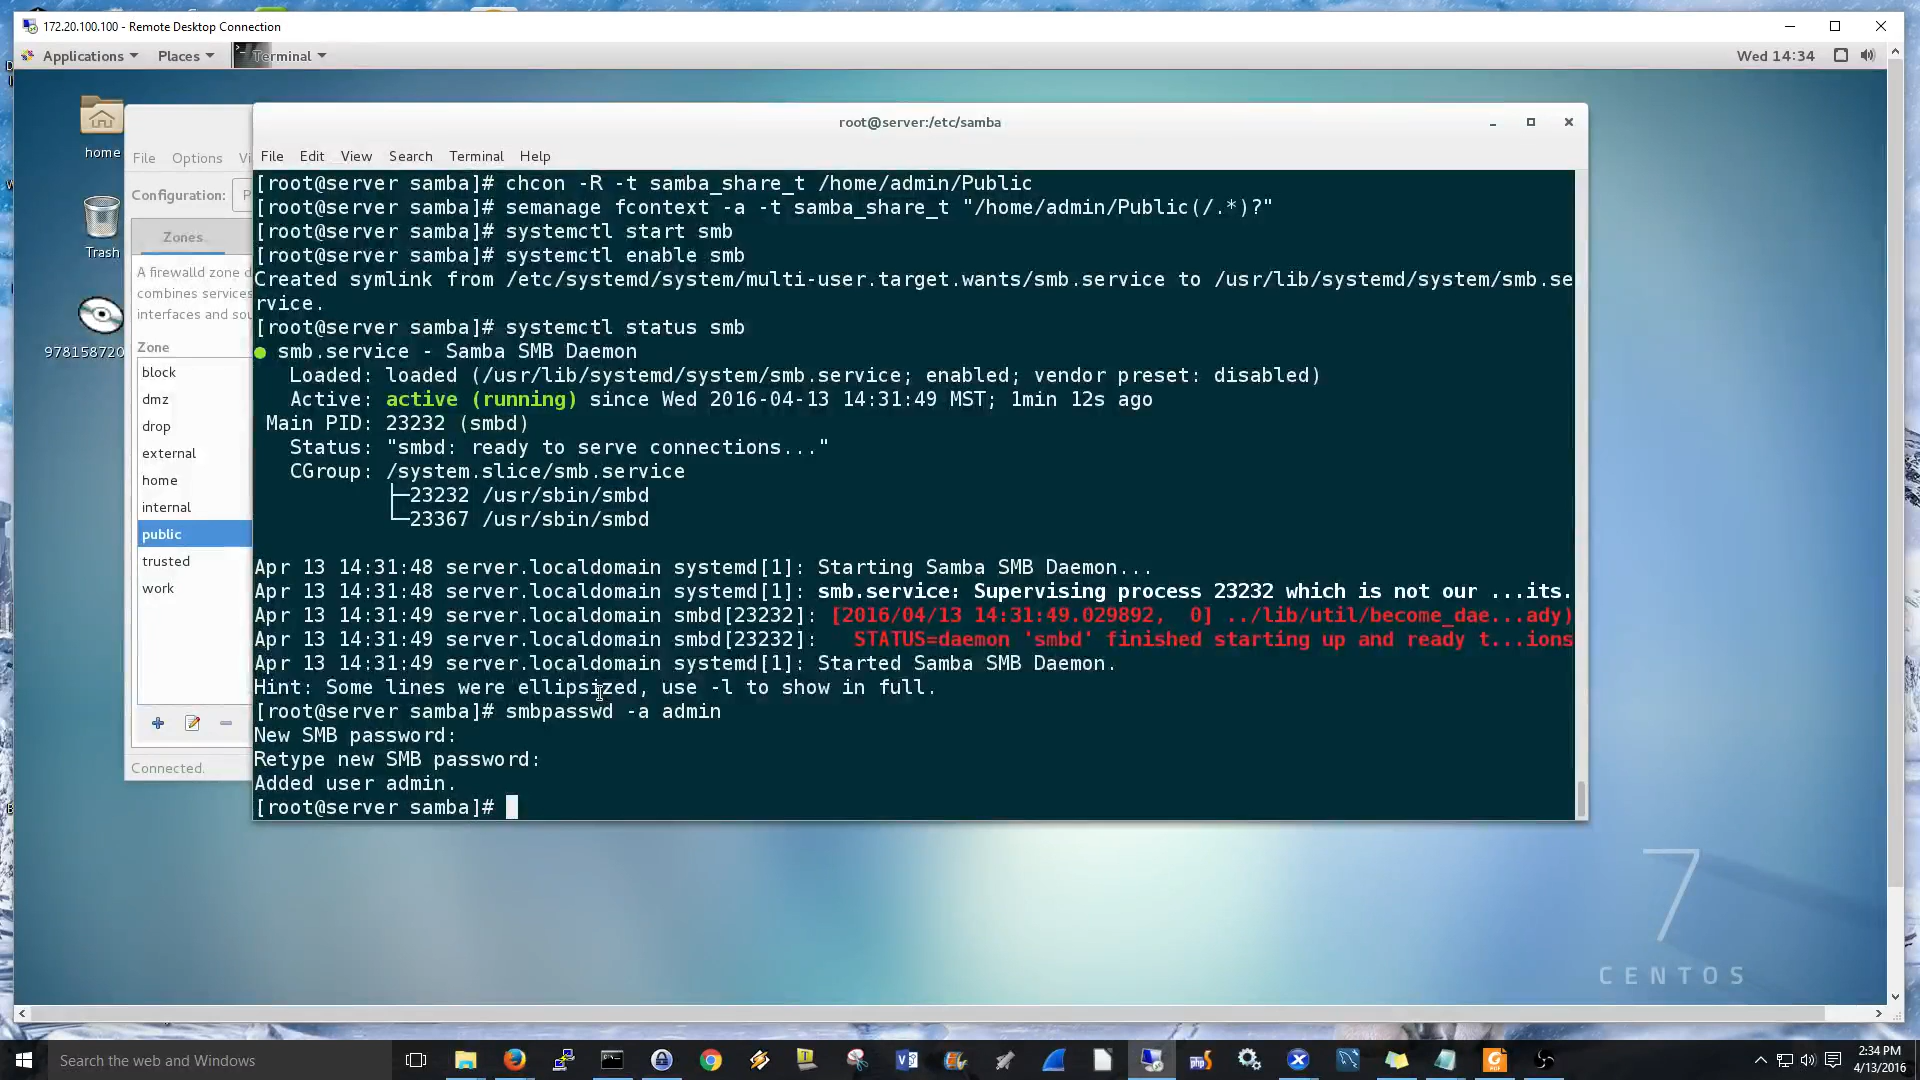 172.20.100.100 - Remote Desktop Connection
Applications Places Terminal Wed 14:34
home
Trash
978158720
File Options Vi
Configuration: P
Zones
A firewalld zone d
combines services
interfaces and sou
Zone
block
dmz
drop
external
home
internal
public
trusted
work
Connected.
root@server:/etc/samba
File Edit View Search Terminal Help
[root@server samba]# chcon -R -t samba_share_t /home/admin/Public
[root@server samba]# semanage fcontext -a -t samba_share_t "/home/admin/Public(/.*)?"
[root@server samba]# systemctl start smb
[root@server samba]# systemctl enable smb
Created symlink from /etc/systemd/system/multi-user.target.wants/smb.service to /usr/lib/systemd/system/smb.se
rvice.
[root@server samba]# systemctl status smb
● smb.service - Samba SMB Daemon
Loaded: loaded (/usr/lib/systemd/system/smb.service; enabled; vendor preset: disabled)
Active: active (running) since Wed 2016-04-13 14:31:49 MST; 1min 12s ago
Main PID: 23232 (smbd)
Status: "smbd: ready to serve connections..."
CGroup: /system.slice/smb.service
├─23232 /usr/sbin/smbd
└─23367 /usr/sbin/smbd
Apr 13 14:31:48 server.localdomain systemd[1]: Starting Samba SMB Daemon...
Apr 13 14:31:48 server.localdomain systemd[1]: smb.service: Supervising process 23232 which is not our ...its.
Apr 13 14:31:49 server.localdomain smbd[23232]: [2016/04/13 14:31:49.029892, 0] ../lib/util/become_dae...ady)
Apr 13 14:31:49 server.localdomain smbd[23232]: STATUS=daemon 'smbd' finished starting up and ready t...ions
Apr 13 14:31:49 server.localdomain systemd[1]: Started Samba SMB Daemon.
Hint: Some lines were ellipsized, use -l to show in full.
[root@server samba]# smbpasswd -a admin
New SMB password:
Retype new SMB password:
Added user admin.
[root@server samba]#
7
CENTOS
Search the web and Windows
2:34 PM
4/13/2016